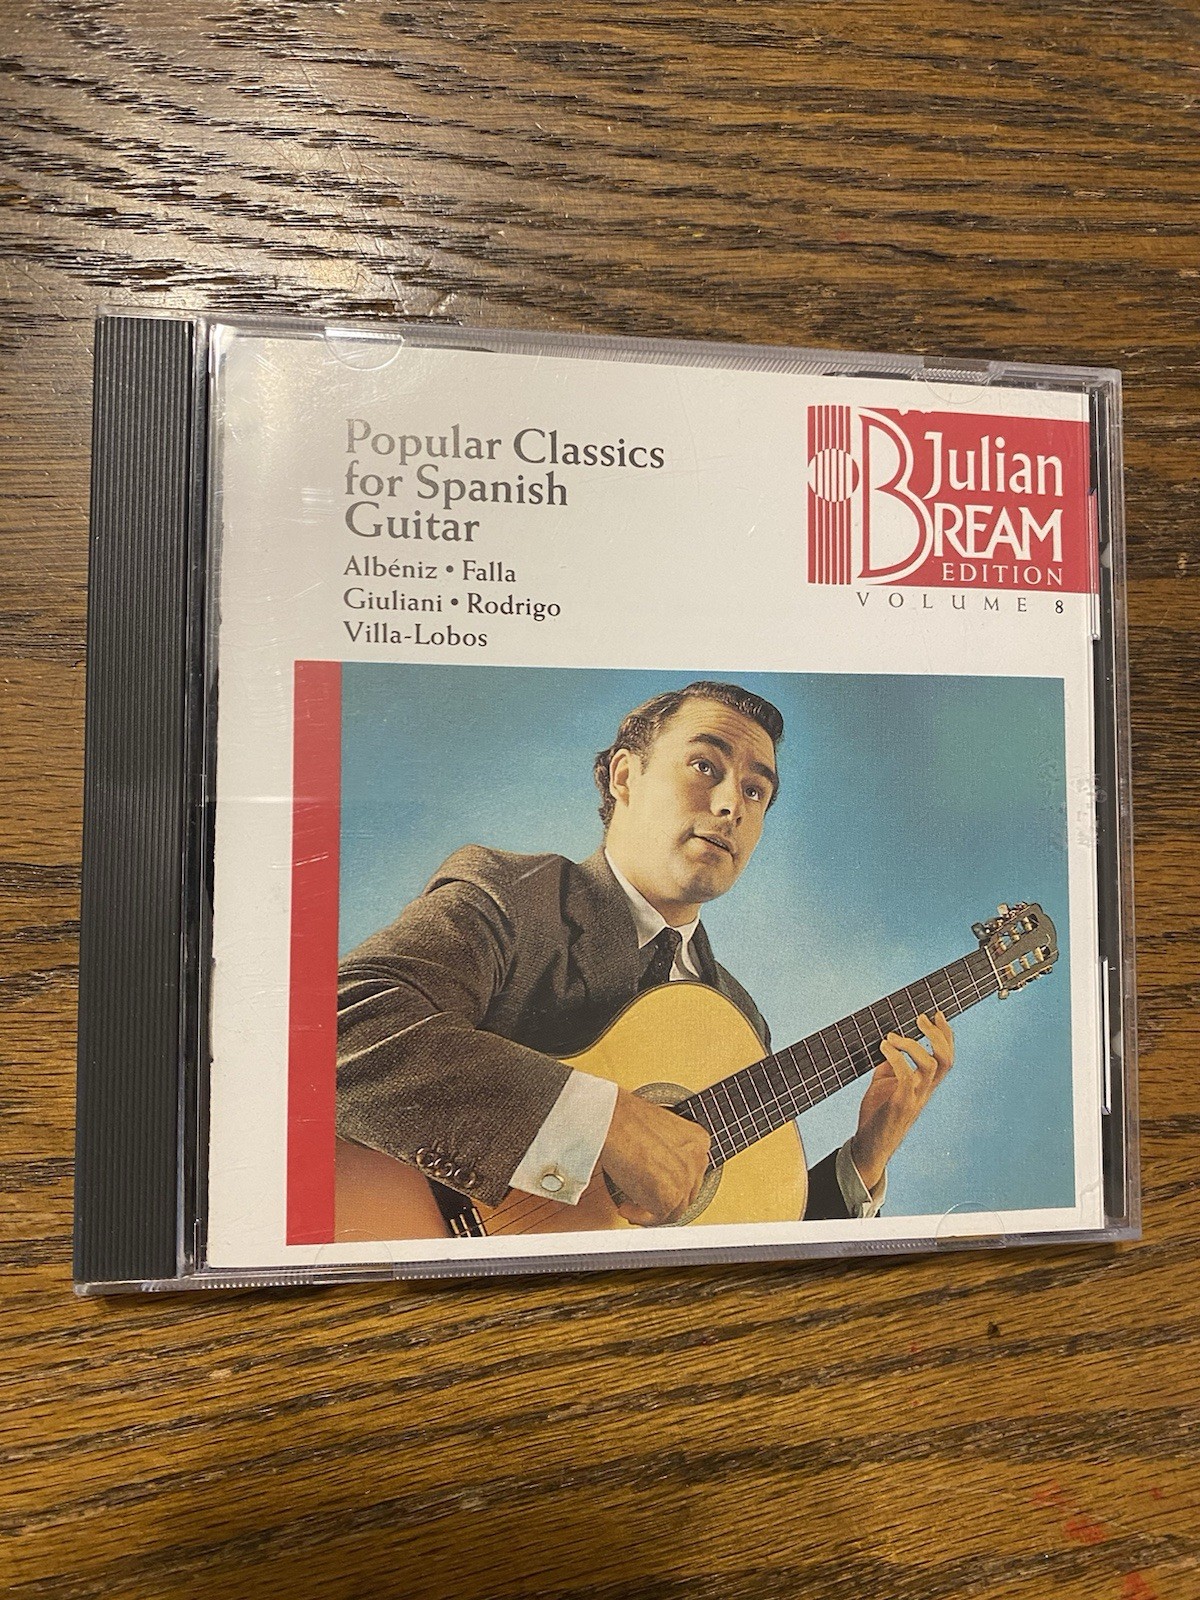 Popular Classics
for Spanish
Guitar
Albéniz • Falla
Giuliani • Rodrigo
Villa-Lobos
Julian
BREAM
EDITION
VOLUME 8